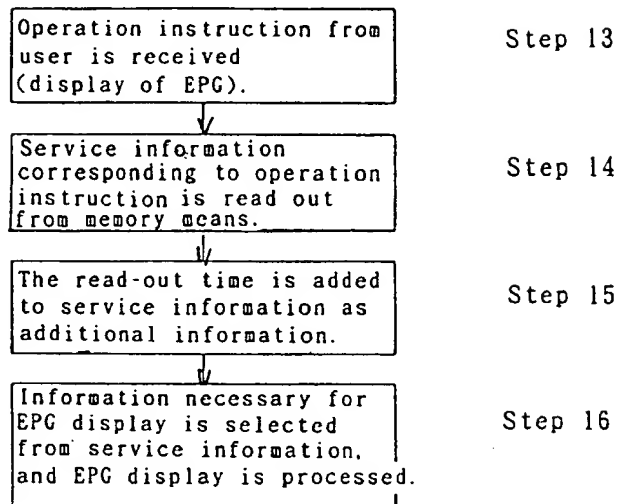 Operation instruction from
user is received
(display of EPG).
Step 13
Service information
corresponding to operation
instruction is read out
from memory means.
Step 14
The read-out time is added
to service information as
additional information.
Step 15
Information necessary for
EPG display is selected
from service information,
and EPG display is processed.
Step 16